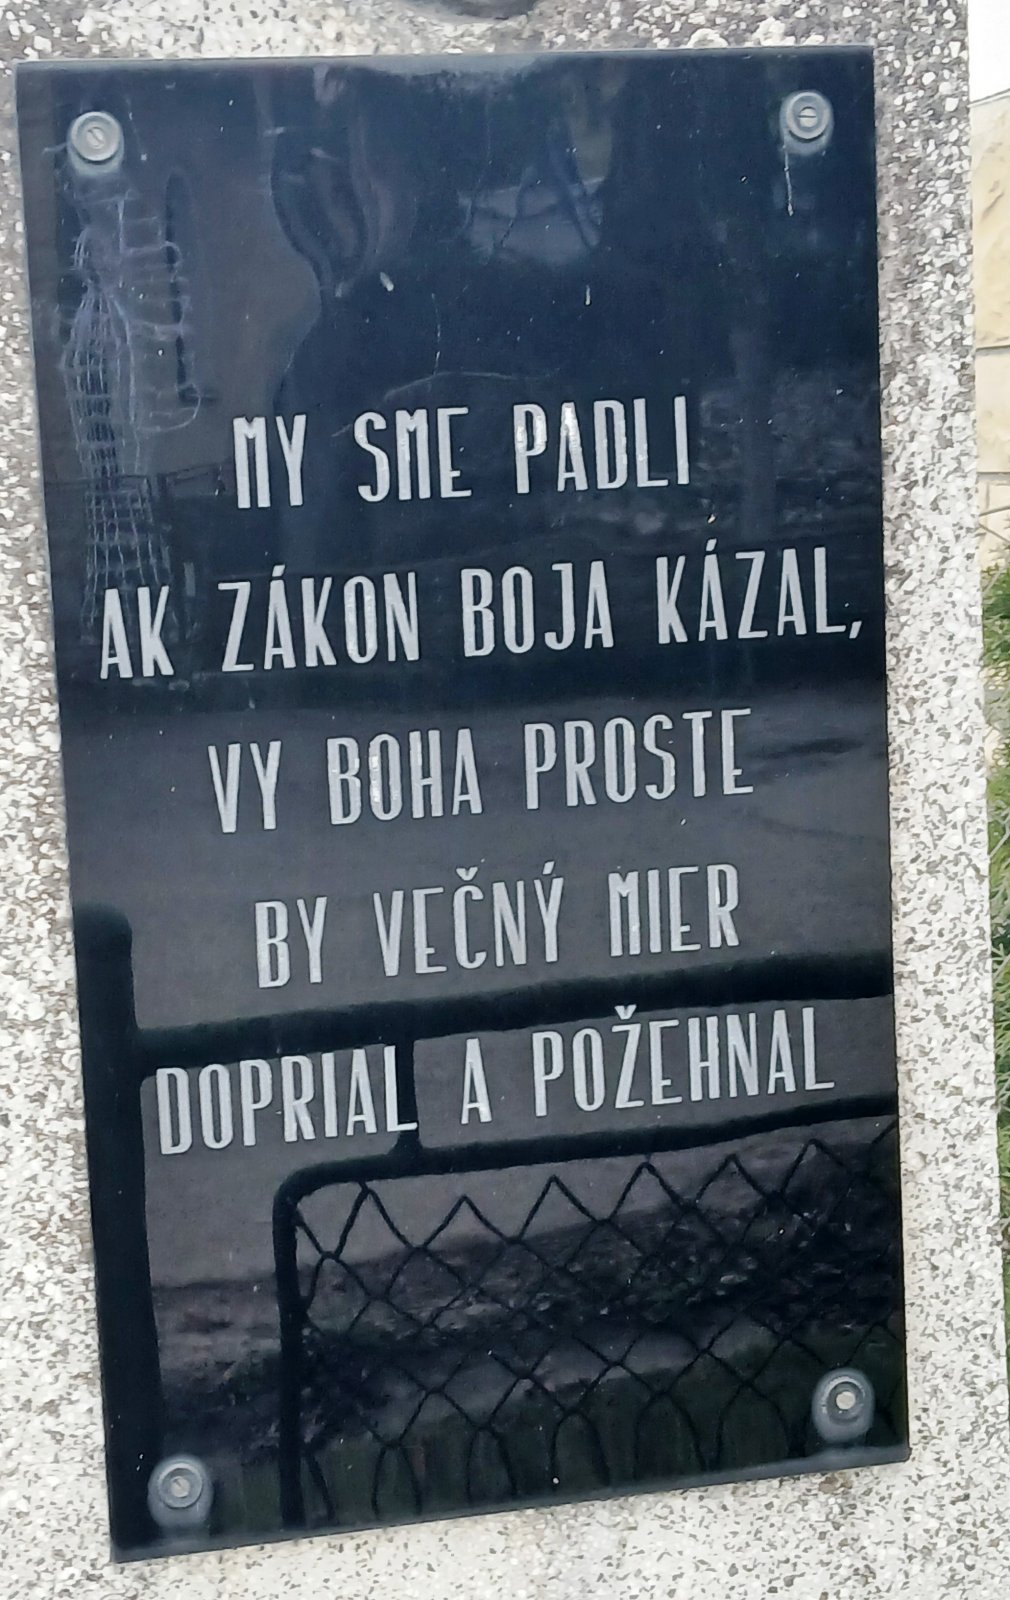 MY SME PADLI
AK ZÁKON BOJA KÁZAL,
VY BOHA PROSTE
BY VEČNÝ MIER
DOPRIAL A POŽEHNAL